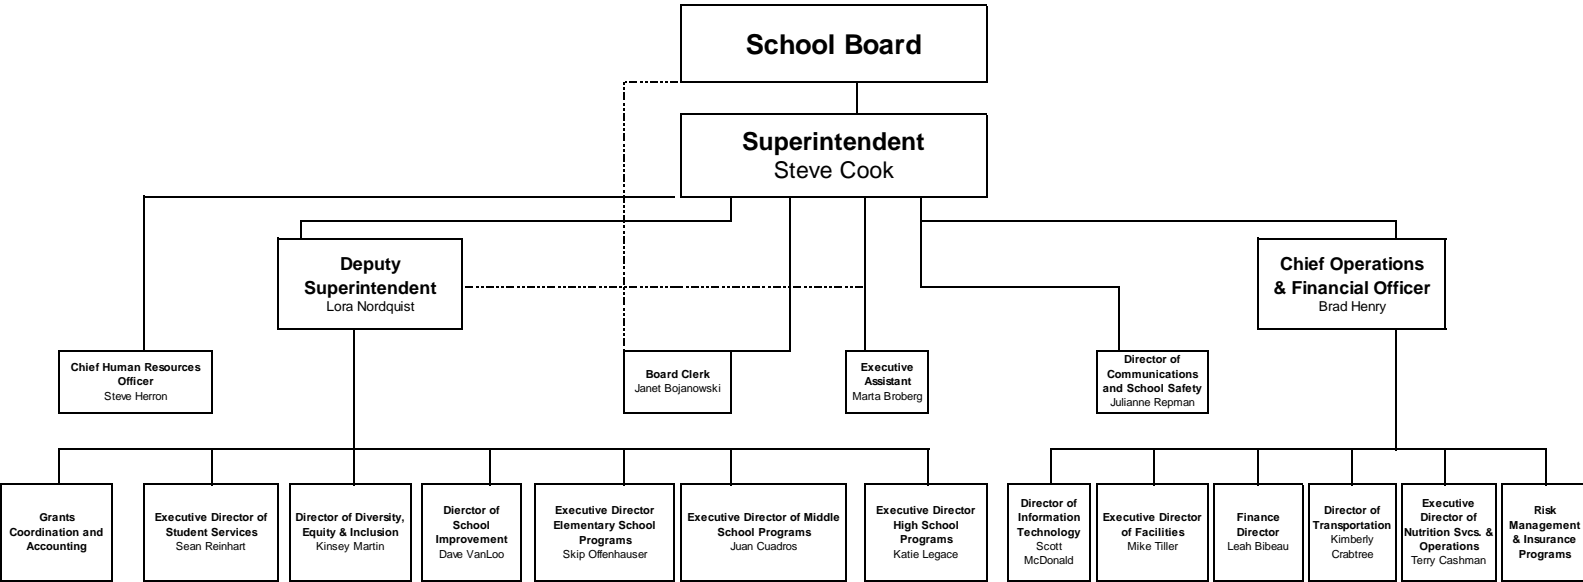 School Board
Superintendent
Steve Cook
Deputy
Superintendent
Lora Nordquist
Chief Operations
& Financial Officer
Brad Henry
Chief Human Resources
Officer
Steve Herron
Board Clerk
Janet Bojanowski
Executive
Assistant
Marta Broberg
Director of
Communications
and School Safety
Julianne Repman
Grants
Coordination and
Accounting
Executive Director of
Student Services
Sean Reinhart
Director of Diversity,
Equity & Inclusion
Kinsey Martin
Dierctor of
School
Improvement
Dave VanLoo
Executive Director
Elementary School
Programs
Skip Offenhauser
Executive Director of Middle
School Programs
Juan Cuadros
Executive Director
High School
Programs
Katie Legace
Director of
Information
Technology
Scott
McDonald
Executive Director
of Facilities
Mike Tiller
Finance
Director
Leah Bibeau
Director of
Transportation
Kimberly
Crabtree
Executive
Director of
Nutrition Svcs. &
Operations
Terry Cashman
Risk
Management
& Insurance
Programs